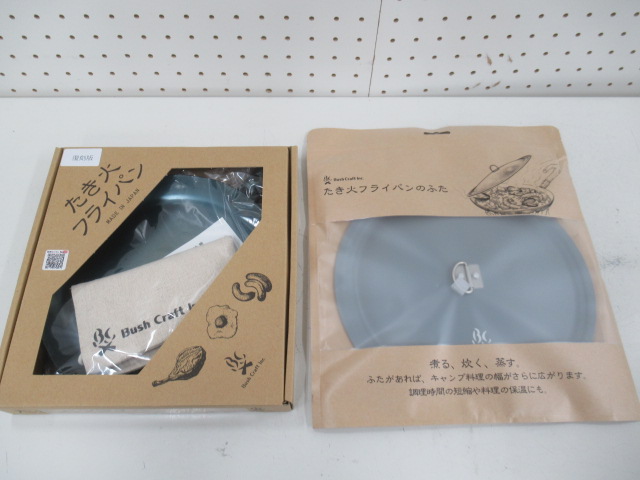 復刻版
たき火
フライパン
MADE IN JAPAN
Bush Craft In
BC
Bush Craft Inc.
Bush Craft Inc.
たき火フライパンのふた
BC
煮る、炊く、蒸す。
ふたがあれば、キャンプ料理の幅がさらに広がります。
調理時間の短縮や料理の保温にも。